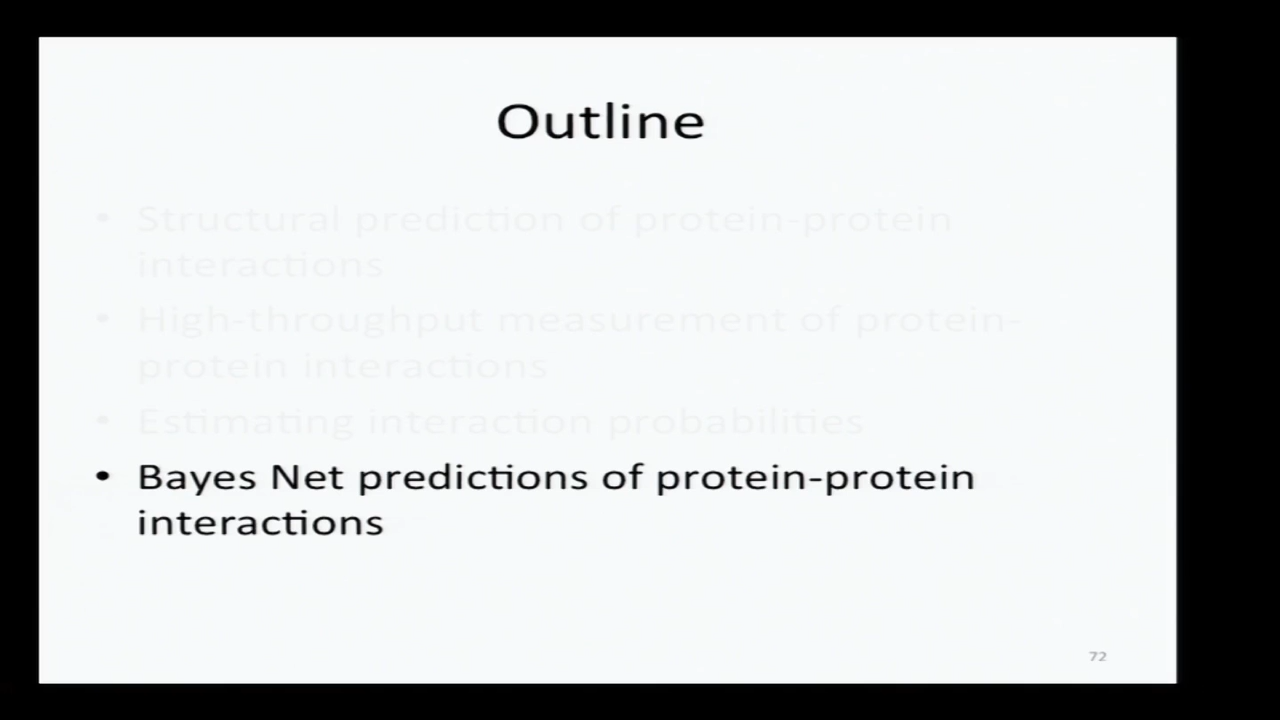 Outline
• Structural prediction of protein-protein
interactions
• High-throughput measurement of protein-
protein interactions
• Estimating interaction probabilities
• Bayes Net predictions of protein-protein
interactions
72